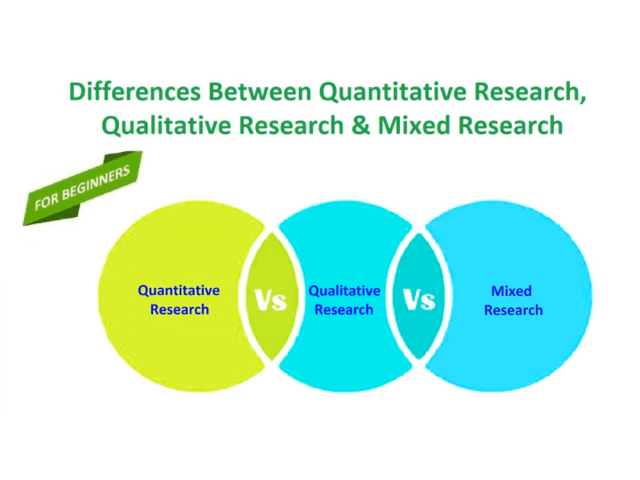 Differences Between Quantitative Research,
Qualitative Research & Mixed Research
FOR BEGINNERS
Quantitative
Research
Vs
Qualitative
Research
Vs
Mixed
Research